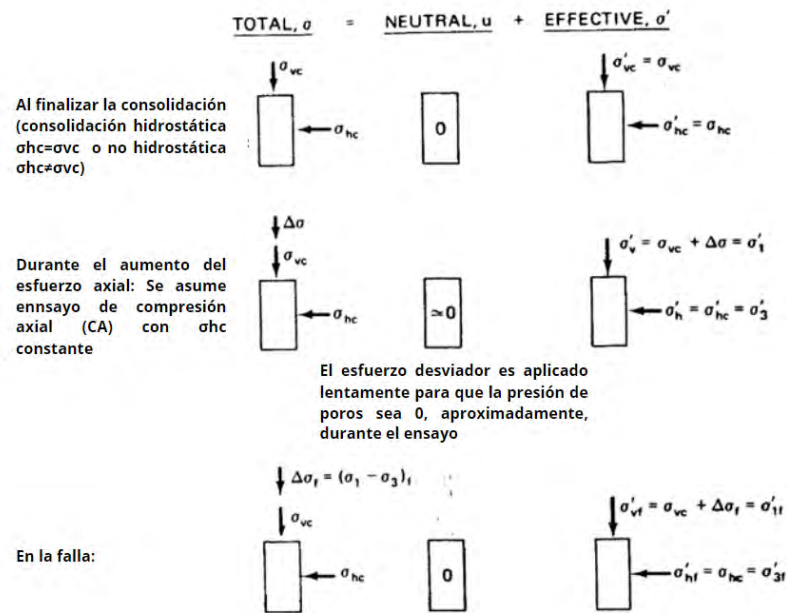 TOTAL, σ = NEUTRAL, u + EFFECTIVE, σ'
σvc
σ'vc = σvc
Al finalizar la consolidación
(consolidación hidrostática
σhc=σvc o no hidrostática
σhc≠σvc)
σhc
0
σ'hc = σhc
Δσ
σvc
σ'v = σvc + Δσ = σ'1
Durante el aumento del
esfuerzo axial: Se asume
ennsayo de compresión
axial (CA) con σhc
constante
σhc
≃0
σ'h = σ'hc = σ'3
El esfuerzo desviador es aplicado
lentamente para que la presión de
poros sea 0, aproximadamente,
durante el ensayo
Δσf = (σ1 − σ3)f
σvc
σ'vf = σvc + Δσf = σ'1f
En la falla:
σhc
0
σ'hf = σhc = σ'3f